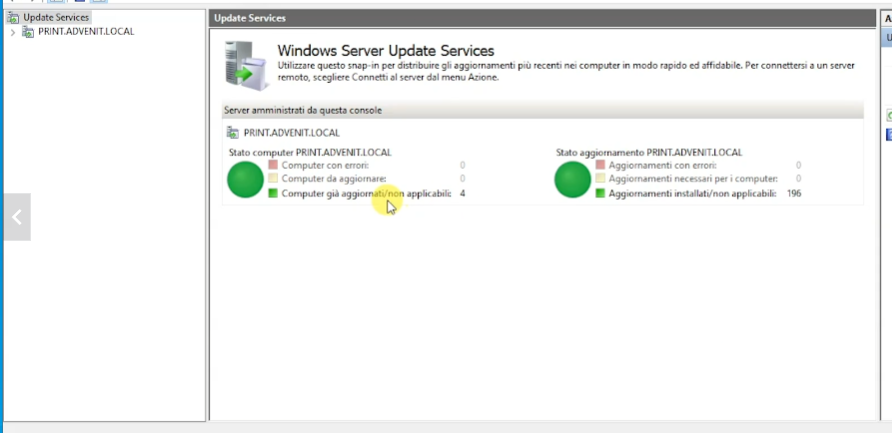 Update Services
PRINT.ADVENIT.LOCAL
Update Services
Windows Server Update Services
Utilizzare questo snap-in per distribuire gli aggiornamenti più recenti nei computer in modo rapido ed affidabile. Per connettersi a un server
remoto, scegliere Connetti al server dal menu Azione.
Server amministrati da questa console
PRINT.ADVENIT.LOCAL
Stato computer PRINT.ADVENIT.LOCAL
Computer con errori: 0
Computer da aggiornare: 0
Computer già aggiornati/non applicabili: 4
Stato aggiornamento PRINT.ADVENIT.LOCAL
Aggiornamenti con errori: 0
Aggiornamenti necessari per i computer: 0
Aggiornamenti installati/non applicabili: 196
A
U